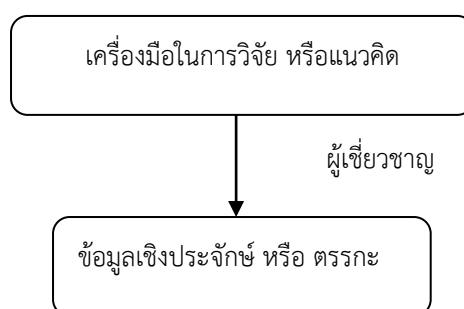 เครื่องมือในการวิจัย หรือแนวคิด
ผู้เชี่ยวชาญ
ข้อมูลเชิงประจักษ์ หรือ ตรรกะ